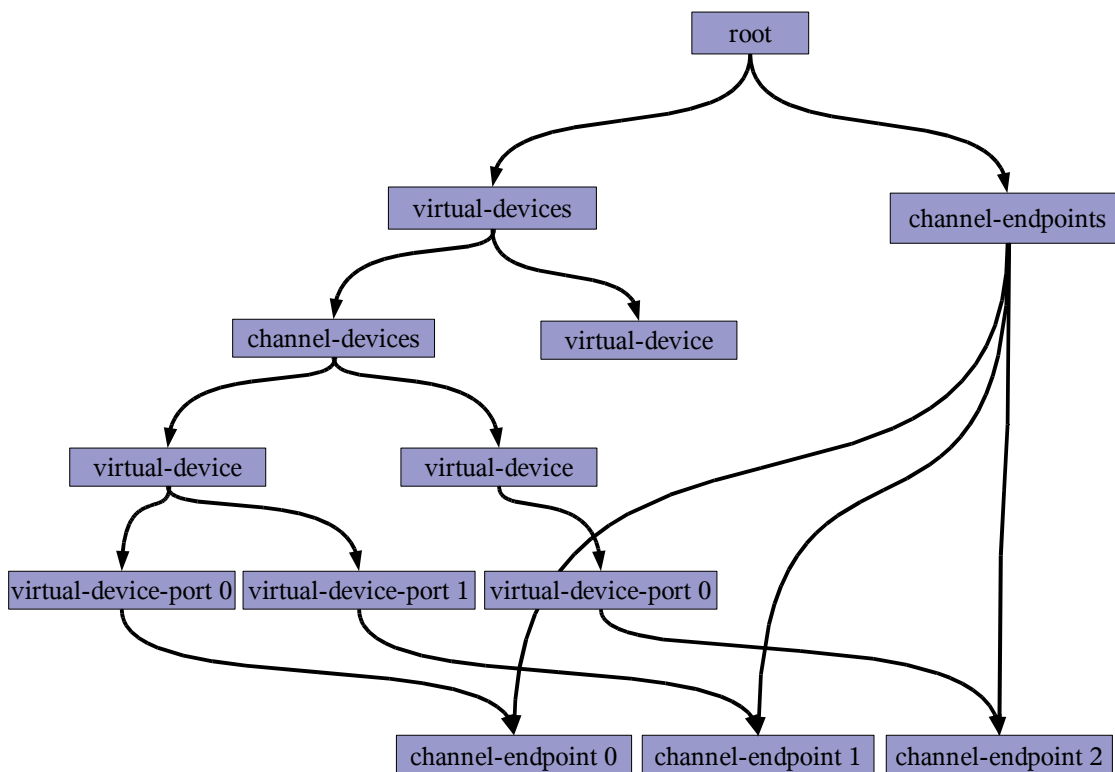 root
virtual-devices
channel-endpoints
channel-devices
virtual-device
virtual-device
virtual-device
virtual-device-port 0
virtual-device-port 1
virtual-device-port 0
channel-endpoint 0
channel-endpoint 1
channel-endpoint 2